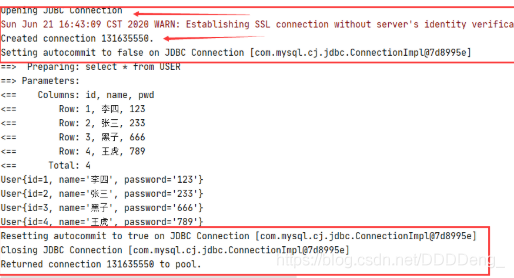 Opening JDBC Connection
Sun Jun 21 16:43:09 CST 2020 WARN: Establishing SSL connection without server's identity verifica
Created connection 131635550.
Setting autocommit to false on JDBC Connection [com.mysql.cj.jdbc.ConnectionImpl@7d8995e]
==>  Preparing: select * from USER
==> Parameters:
<==    Columns: id, name, pwd
<==        Row: 1, 李四, 123
<==        Row: 2, 张三, 233
<==        Row: 3, 黑子, 666
<==        Row: 4, 王虎, 789
<==      Total: 4
User{id=1, name='李四', password='123'}
User{id=2, name='张三', password='233'}
User{id=3, name='黑子', password='666'}
User{id=4, name='王虎', password='789'}
Resetting autocommit to true on JDBC Connection [com.mysql.cj.jdbc.ConnectionImpl@7d8995e]
Closing JDBC Connection [com.mysql.cj.jdbc.ConnectionImpl@7d8995e]
Returned connection 131635550 to pool.
https://blog.csdn.net/DDDDeng_